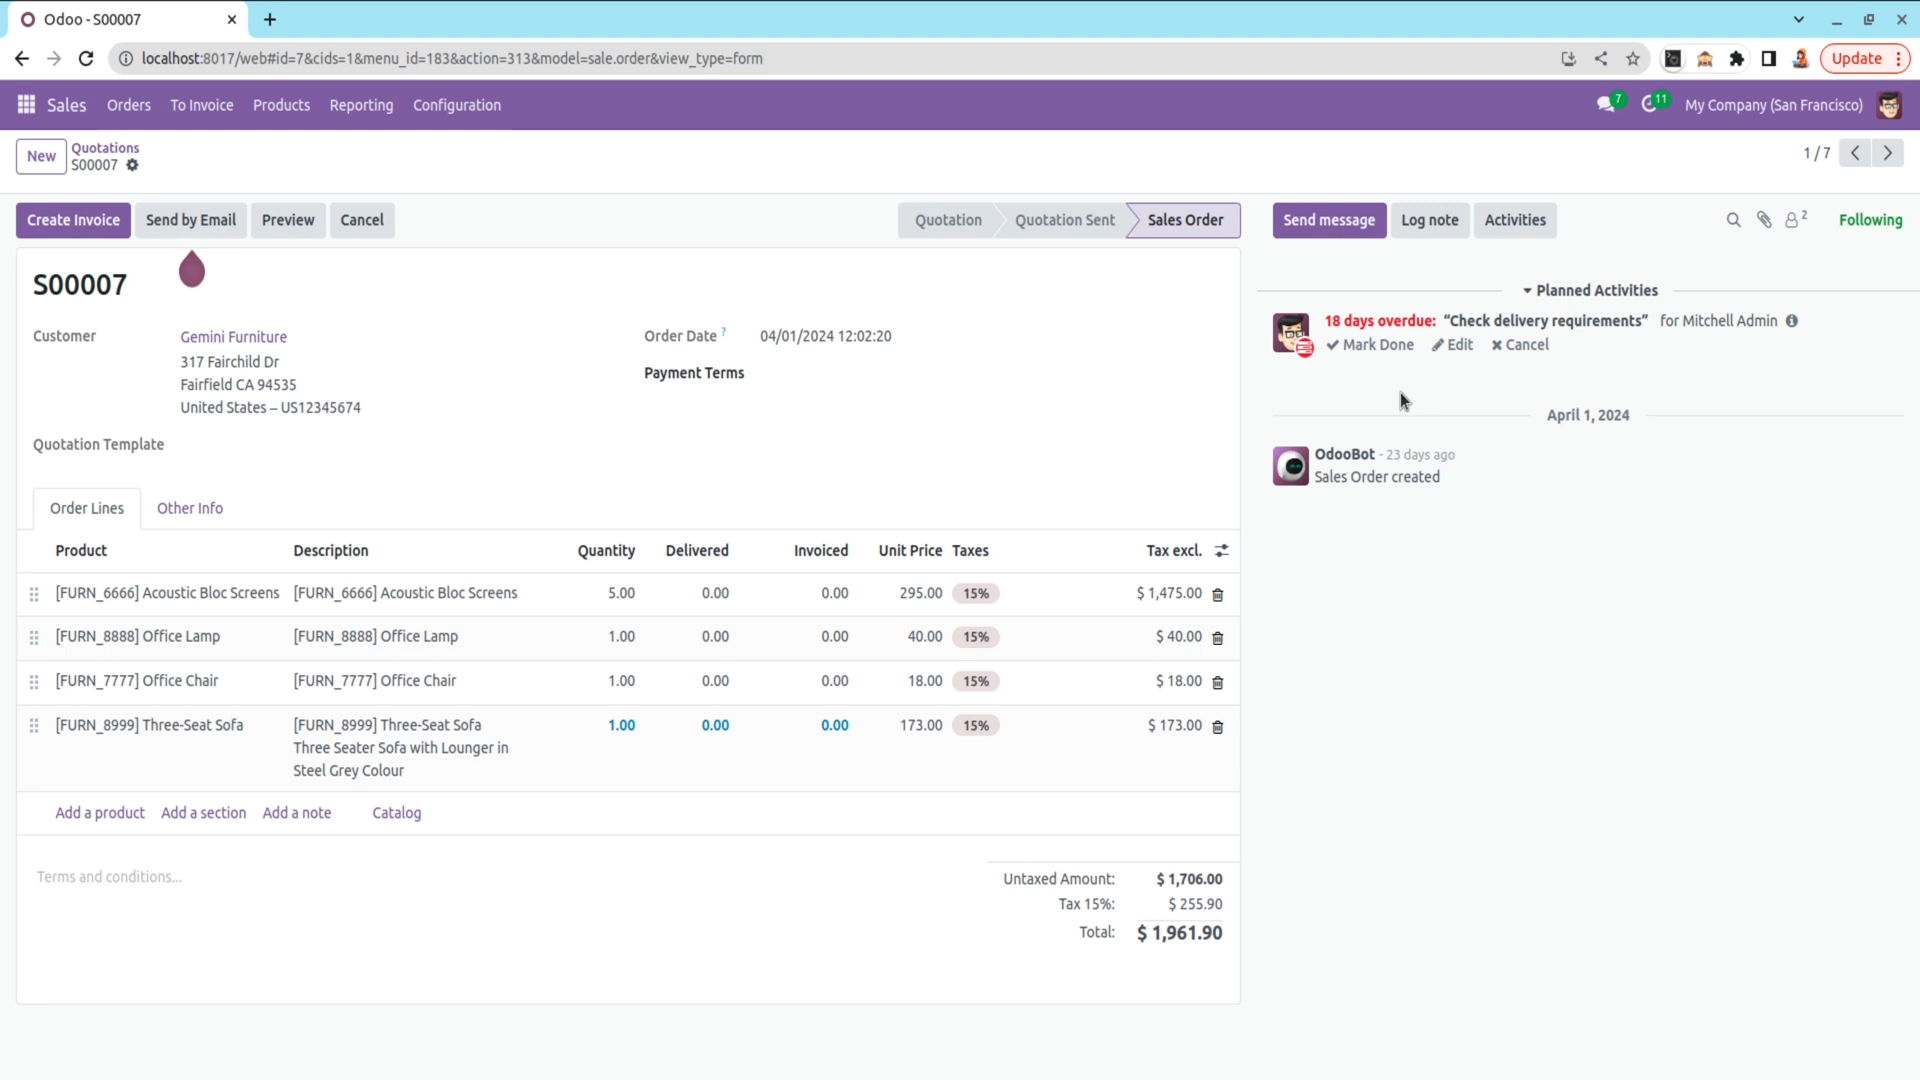 Odoo - S00007
localhost:8017/web#id=7&cids=1&menu_id=183&action=313&model=sale.order&view_type=form
Update
Sales Orders To Invoice Products Reporting Configuration
7 11 My Company (San Francisco)
New
Quotations
S00007
1 / 7
Create Invoice Send by Email Preview Cancel
Quotation Quotation Sent Sales Order
Send message Log note Activities
2 Following
S00007
Customer
Gemini Furniture
317 Fairchild Dr
Fairfield CA 94535
United States – US12345674
Order Date ? 04/01/2024 12:02:20
Payment Terms
Quotation Template
Planned Activities
18 days overdue: “Check delivery requirements” for Mitchell Admin
Mark Done Edit Cancel
April 1, 2024
OdooBot - 23 days ago
Sales Order created
Order Lines Other Info
Product Description Quantity Delivered Invoiced Unit Price Taxes Tax excl.
[FURN_6666] Acoustic Bloc Screens [FURN_6666] Acoustic Bloc Screens 5.00 0.00 0.00 295.00 15% $ 1,475.00
[FURN_8888] Office Lamp [FURN_8888] Office Lamp 1.00 0.00 0.00 40.00 15% $ 40.00
[FURN_7777] Office Chair [FURN_7777] Office Chair 1.00 0.00 0.00 18.00 15% $ 18.00
[FURN_8999] Three-Seat Sofa [FURN_8999] Three-Seat Sofa 1.00 0.00 0.00 173.00 15% $ 173.00
Three Seater Sofa with Lounger in
Steel Grey Colour
Add a product Add a section Add a note Catalog
Terms and conditions...
Untaxed Amount: $ 1,706.00
Tax 15%: $ 255.90
Total: $ 1,961.90